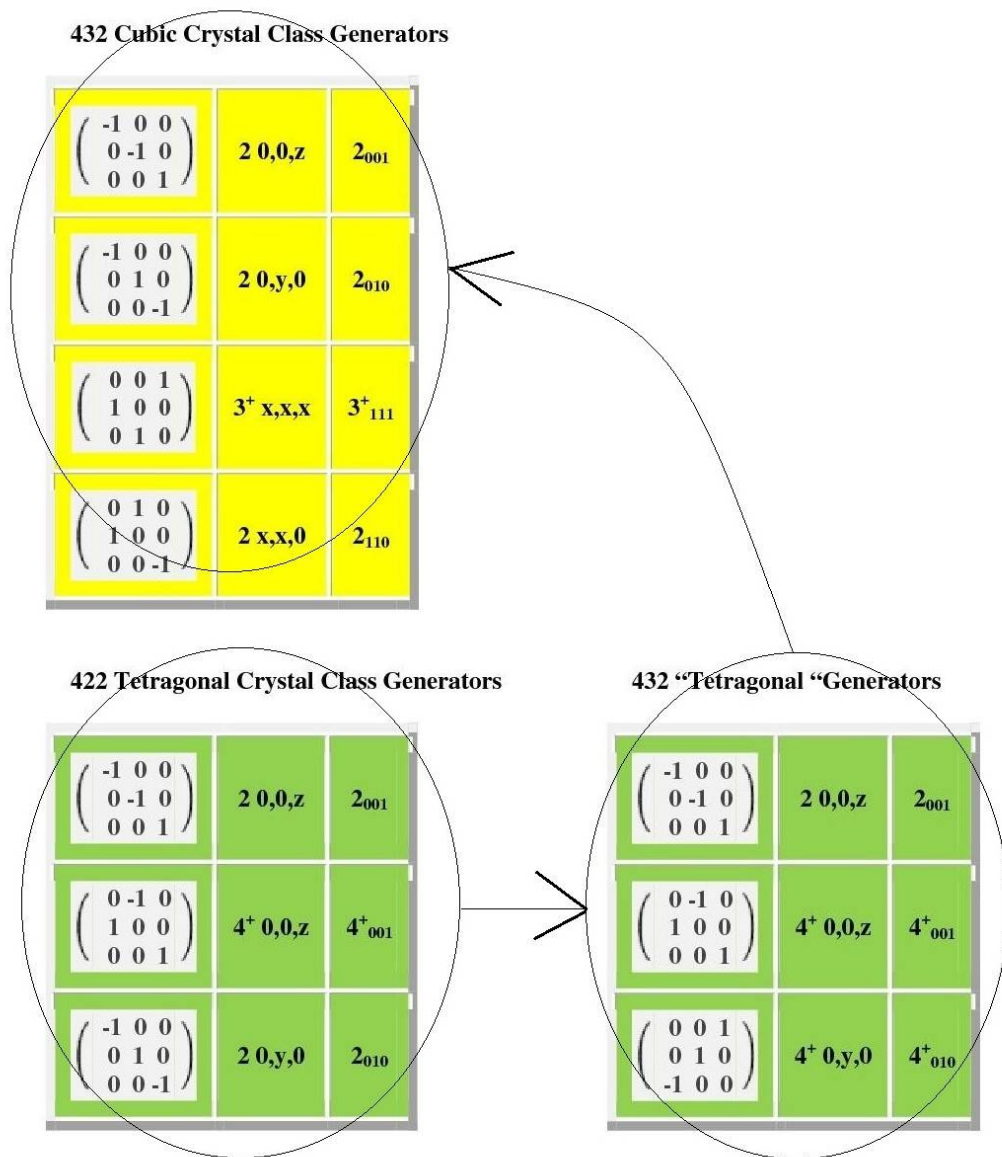 432 Cubic Crystal Class Generators
-1 0 0
0 -1 0
0 0 1
2 0,0,z
2₀₀₁
-1 0 0
0 1 0
0 0 -1
2 0,y,0
2₀₁₀
0 0 1
1 0 0
0 1 0
3⁺ x,x,x
3⁺₁₁₁
0 1 0
1 0 0
0 0 -1
2 x,x,0
2₁₁₀
422 Tetragonal Crystal Class Generators
-1 0 0
0 -1 0
0 0 1
2 0,0,z
2₀₀₁
0 -1 0
1 0 0
0 0 1
4⁺ 0,0,z
4⁺₀₀₁
-1 0 0
0 1 0
0 0 -1
2 0,y,0
2₀₁₀
432 “Tetragonal “Generators
-1 0 0
0 -1 0
0 0 1
2 0,0,z
2₀₀₁
0 -1 0
1 0 0
0 0 1
4⁺ 0,0,z
4⁺₀₀₁
0 0 1
0 1 0
-1 0 0
4⁺ 0,y,0
4⁺₀₁₀